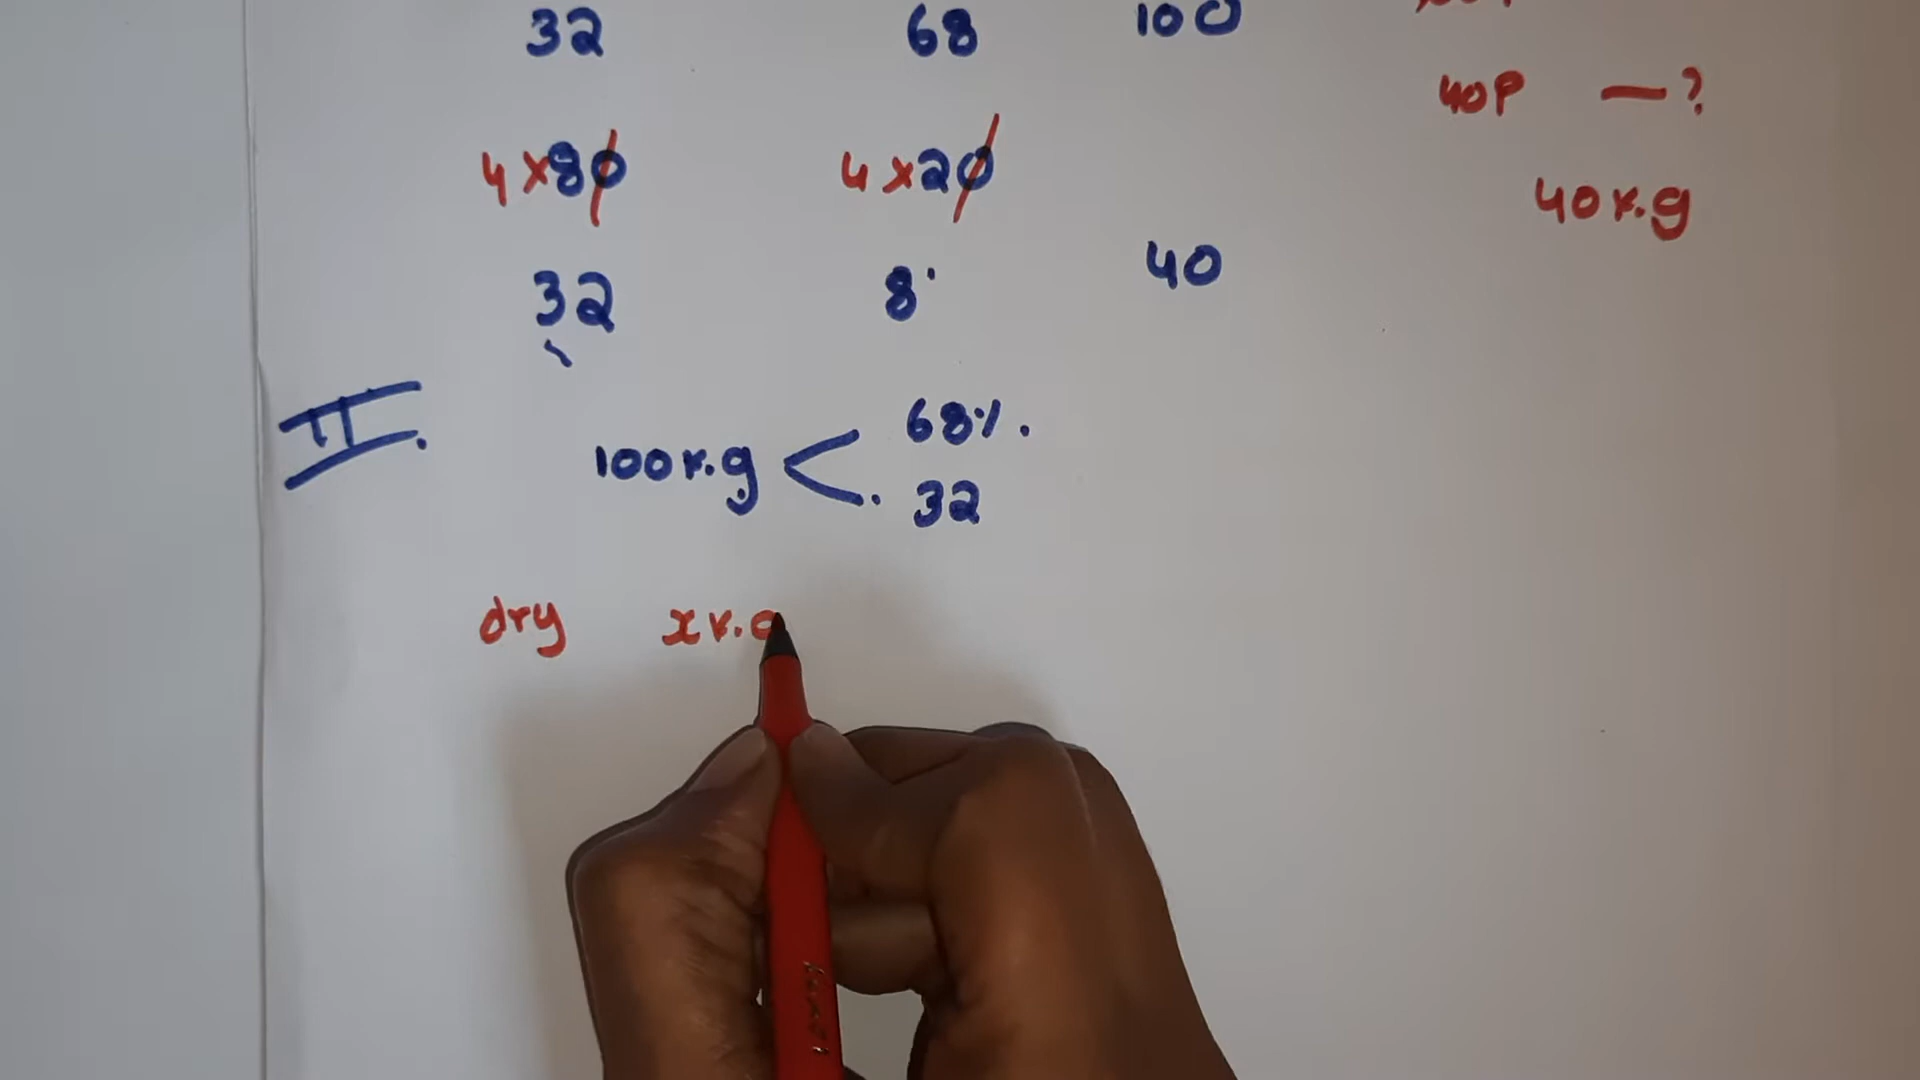 32 68 100
40P — ?
4 x 80 4 x 20
40 k.g
32 8 40
II.
68%.
100 k.g <
32
dry x k.g